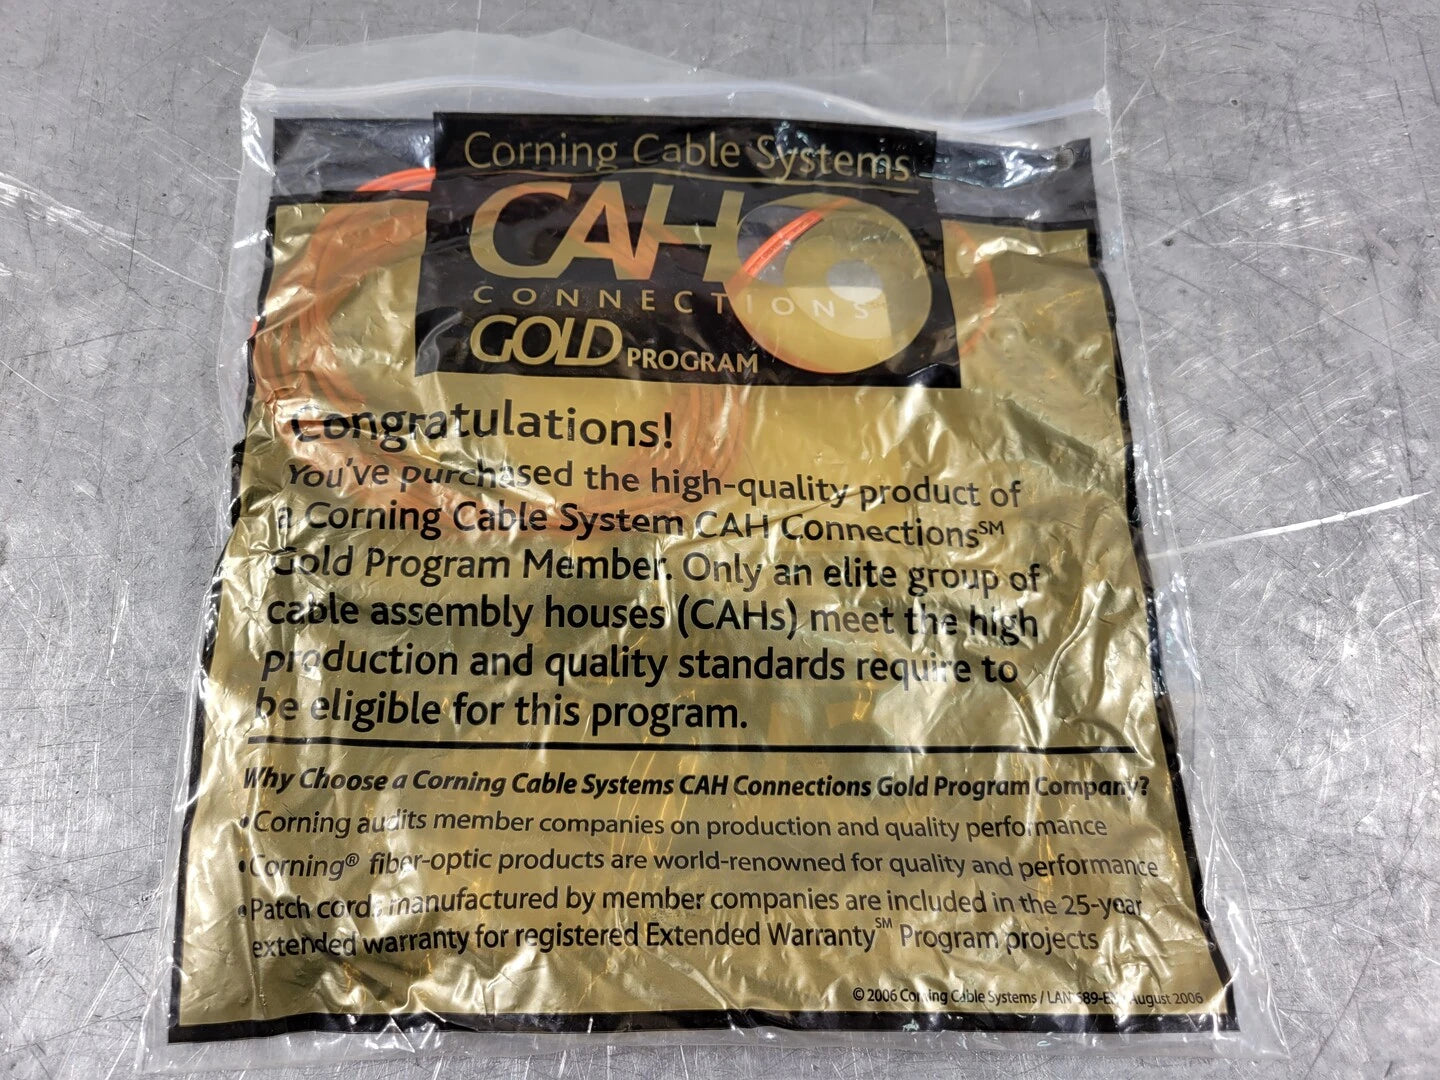 Corning Cable Systems
CAH
CONNECTIONS
GOLD PROGRAM
Congratulations!
You've purchased the high-quality product of
a Corning Cable System CAH Connections℠
Gold Program Member. Only an elite group of
cable assembly houses (CAHs) meet the high
production and quality standards require to
be eligible for this program.
Why Choose a Corning Cable Systems CAH Connections Gold Program Company?
•Corning audits member companies on production and quality performance
•Corning® fiber-optic products are world-renowned for quality and performance
•Patch cords manufactured by member companies are included in the 25-year
extended warranty for registered Extended Warranty℠ Program projects
© 2006 Corning Cable Systems / August 2006